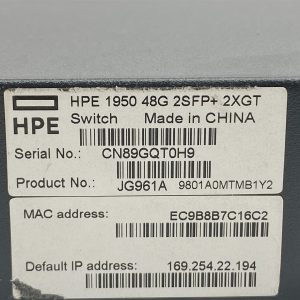 HPE 1950 48G 2SFP+ 2XGT
Switch Made in CHINA
HPE
Serial No.: CN89GQT0H9
Product No.: JG961A 9801A0MTMB1Y2
MAC address: EC9B8B7C16C2
Default IP address: 169.254.22.194